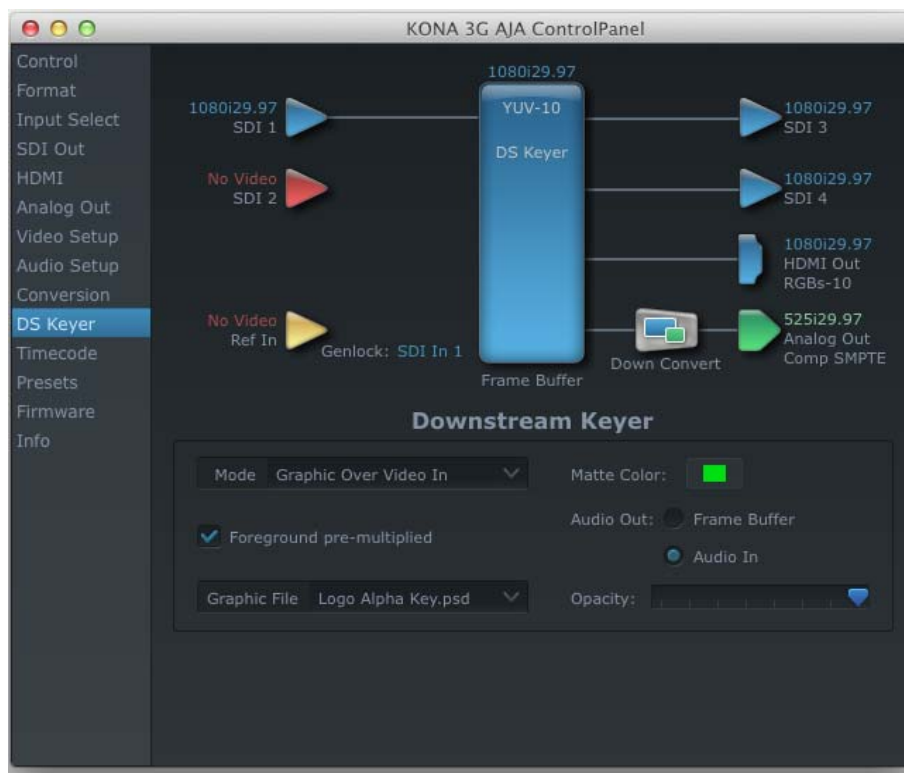 KONA 3G AJA ControlPanel
Control
Format
Input Select
SDI Out
HDMI
Analog Out
Video Setup
Audio Setup
Conversion
DS Keyer
Timecode
Presets
Firmware
Info
1080i29.97
YUV-10
DS Keyer
Frame Buffer
1080i29.97
SDI 1
No Video
SDI 2
No Video
Ref In
Genlock: SDI In 1
1080i29.97
SDI 3
1080i29.97
SDI 4
1080i29.97
HDMI Out
RGBs-10
Down Convert
525i29.97
Analog Out
Comp SMPTE
Downstream Keyer
Mode Graphic Over Video In
Foreground pre-multiplied
Graphic File Logo Alpha Key.psd
Matte Color:
Audio Out: Frame Buffer
Audio In
Opacity: